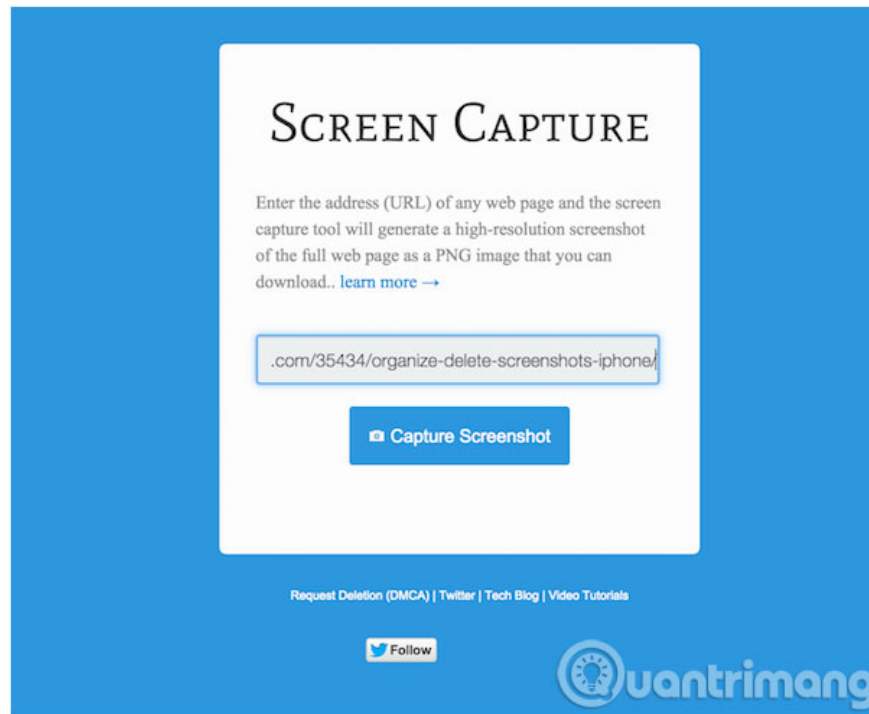 SCREEN CAPTURE
Enter the address (URL) of any web page and the screen
capture tool will generate a high-resolution screenshot
of the full web page as a PNG image that you can
download.. learn more →
.com/35434/organize-delete-screenshots-iphone/
Capture Screenshot
Request Deletion (DMCA) | Twitter | Tech Blog | Video Tutorials
Follow
Quantrimang